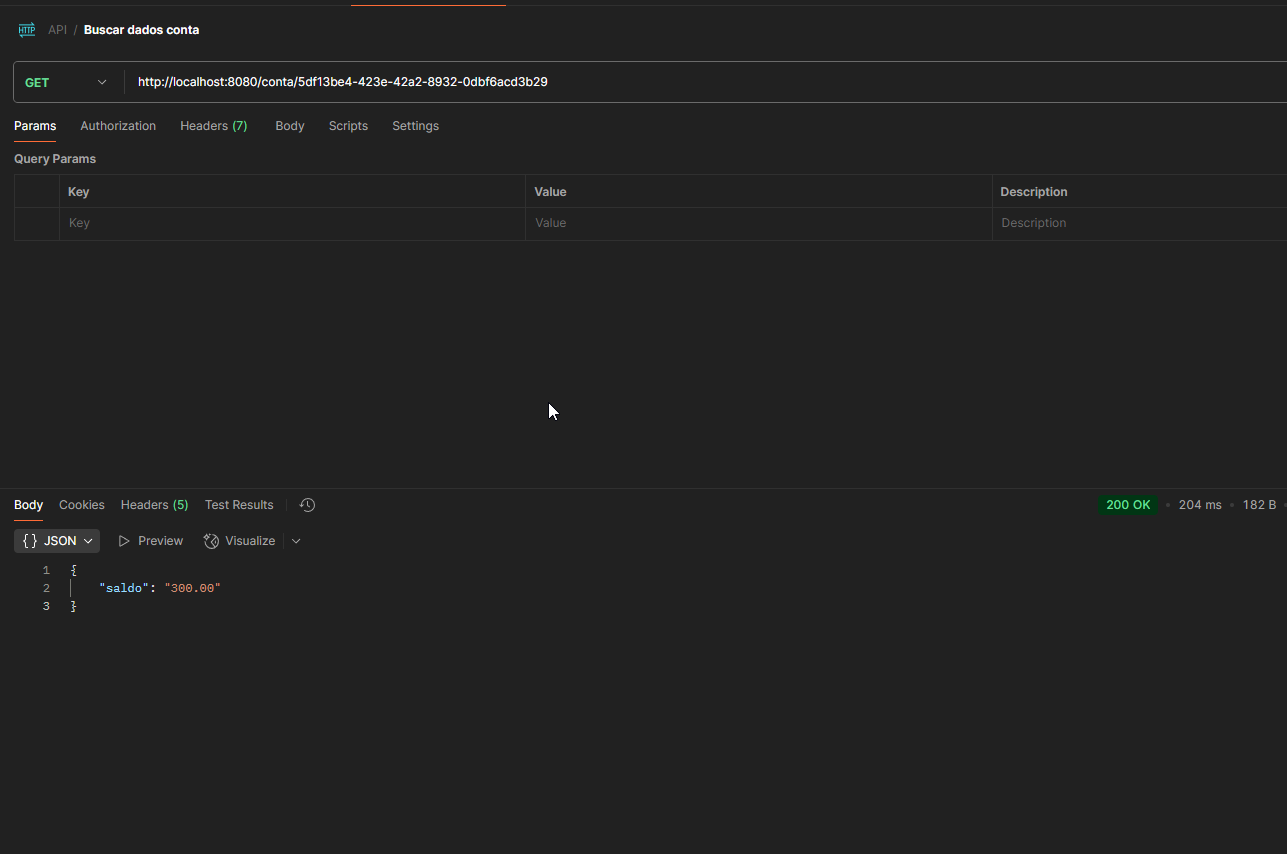 HTTP API / Buscar dados conta
GET http://localhost:8080/conta/5df13be4-423e-42a2-8932-0dbf6acd3b29
Params Authorization Headers (7) Body Scripts Settings
Query Params
Key Value Description
Key Value Description
Body Cookies Headers (5) Test Results 200 OK • 204 ms • 182 B
{ } JSON Preview Visualize
1 {
2 "saldo": "300.00"
3 }